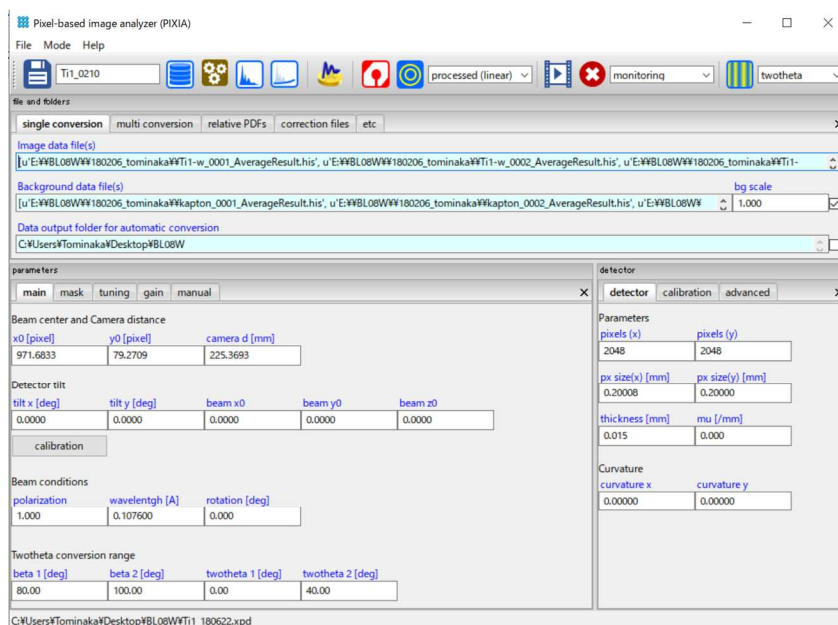 Pixel-based image analyzer (PIXIA)
File Mode Help
Ti1_0210 processed (linear) monitoring twotheta
file and folders
single conversion multi conversion relative PDFs correction files etc
Image data file(s)
[u'E:¥¥BL08W¥¥180206_tominaka¥¥Ti1-w_0001_AverageResult.his', u'E:¥¥BL08W¥¥180206_tominaka¥¥Ti1-w_0002_AverageResult.his', u'E:¥¥BL08W¥¥180206_tominaka¥¥Ti1-
Background data file(s) bg scale
[u'E:¥¥BL08W¥¥180206_tominaka¥¥kapton_0001_AverageResult.his', u'E:¥¥BL08W¥¥180206_tominaka¥¥kapton_0002_AverageResult.his', u'E:¥¥BL08W¥ 1.000
Data output folder for automatic conversion
C:¥Users¥Tominaka¥Desktop¥BL08W
parameters
main mask tuning gain manual
Beam center and Camera distance
x0 [pixel] y0 [pixel] camera d [mm]
971.6833 79.2709 225.3693
Detector tilt
tilt x [deg] tilt y [deg] beam x0 beam y0 beam z0
0.0000 0.0000 0.0000 0.0000 0.0000
calibration
Beam conditions
polarization wavelentgh [A] rotation [deg]
1.000 0.107600 0.000
Twotheta conversion range
beta 1 [deg] beta 2 [deg] twotheta 1 [deg] twotheta 2 [deg]
80.00 100.00 0.00 40.00
detector
detector calibration advanced
Parameters
pixels (x) pixels (y)
2048 2048
px size(x) [mm] px size(y) [mm]
0.20008 0.20000
thickness [mm] mu [/mm]
0.015 0.000
Curvature
curvature x curvature y
0.00000 0.00000
C:¥Users¥Tominaka¥Desktop¥BL08W¥Ti1_180622.xpd